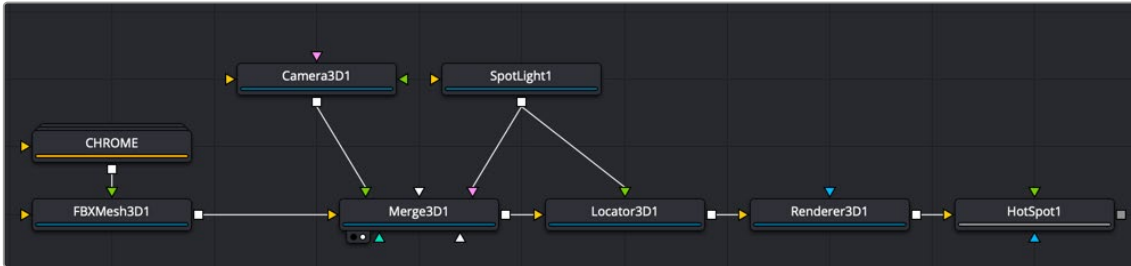 Camera3D1
SpotLight1
CHROME
FBXMesh3D1
Merge3D1
Locator3D1
Renderer3D1
HotSpot1